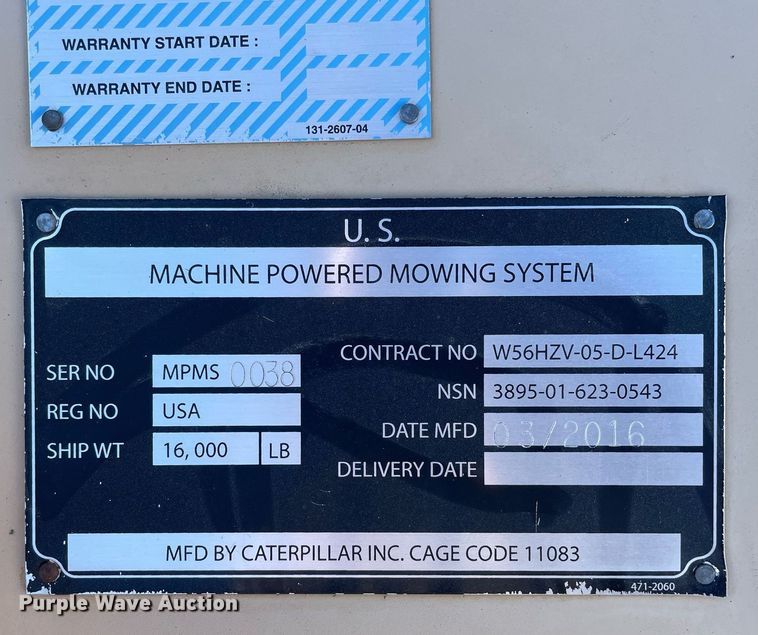 WARRANTY START DATE :
WARRANTY END DATE :
131-2607-04
U. S.
MACHINE POWERED MOWING SYSTEM
SER NO MPMS 0038
REG NO USA
SHIP WT 16, 000 LB
CONTRACT NO W56HZV-05-D-L424
NSN 3895-01-623-0543
DATE MFD 03/2016
DELIVERY DATE
MFD BY CATERPILLAR INC. CAGE CODE 11083
471-2060
Purple Wave Auction